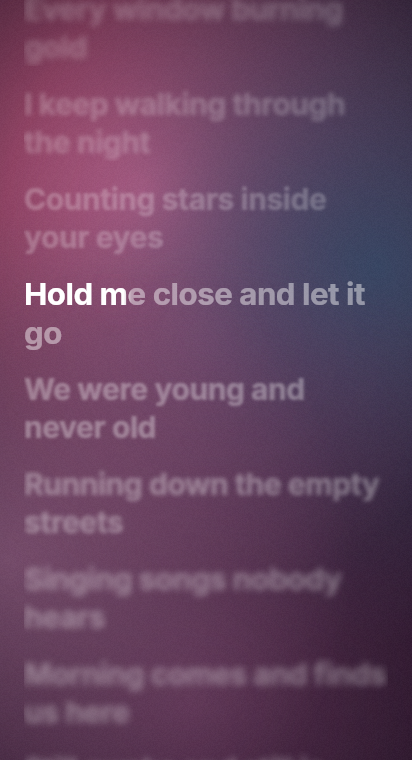 Every window burning
gold
I keep walking through
the night
Counting stars inside
your eyes
Hold me close and let it
go
We were young and
never old
Running down the empty
streets
Singing songs nobody
hears
Morning comes and finds
us here